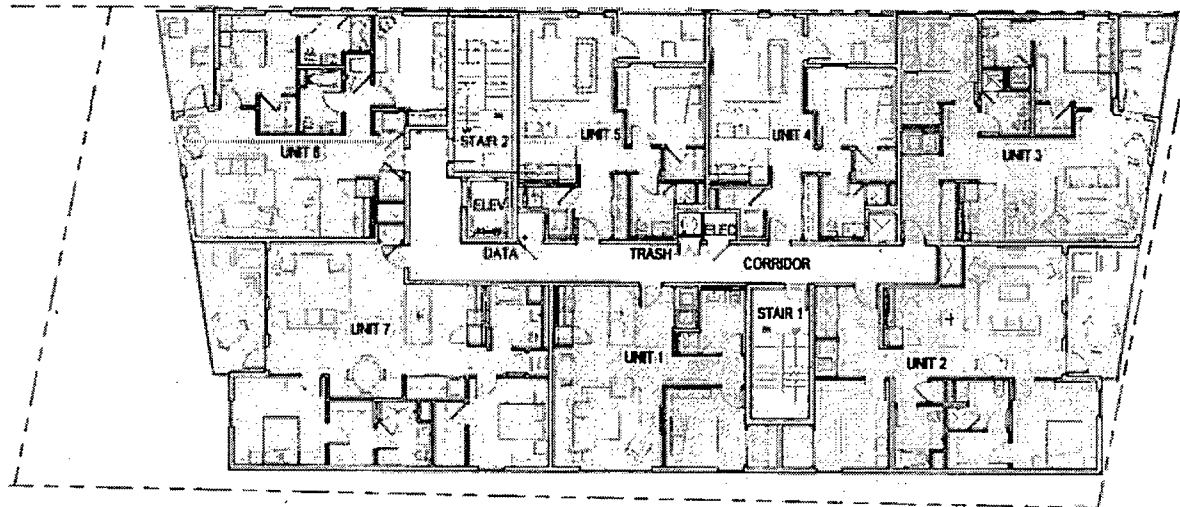 UNIT 5
UNIT 4
STAIR 2
UNIT 6
UNIT 3
ELEV
ELEC
DATA
TRASH
CORRIDOR
STAIR 1
UNIT 7
UNIT 1
UNIT 2